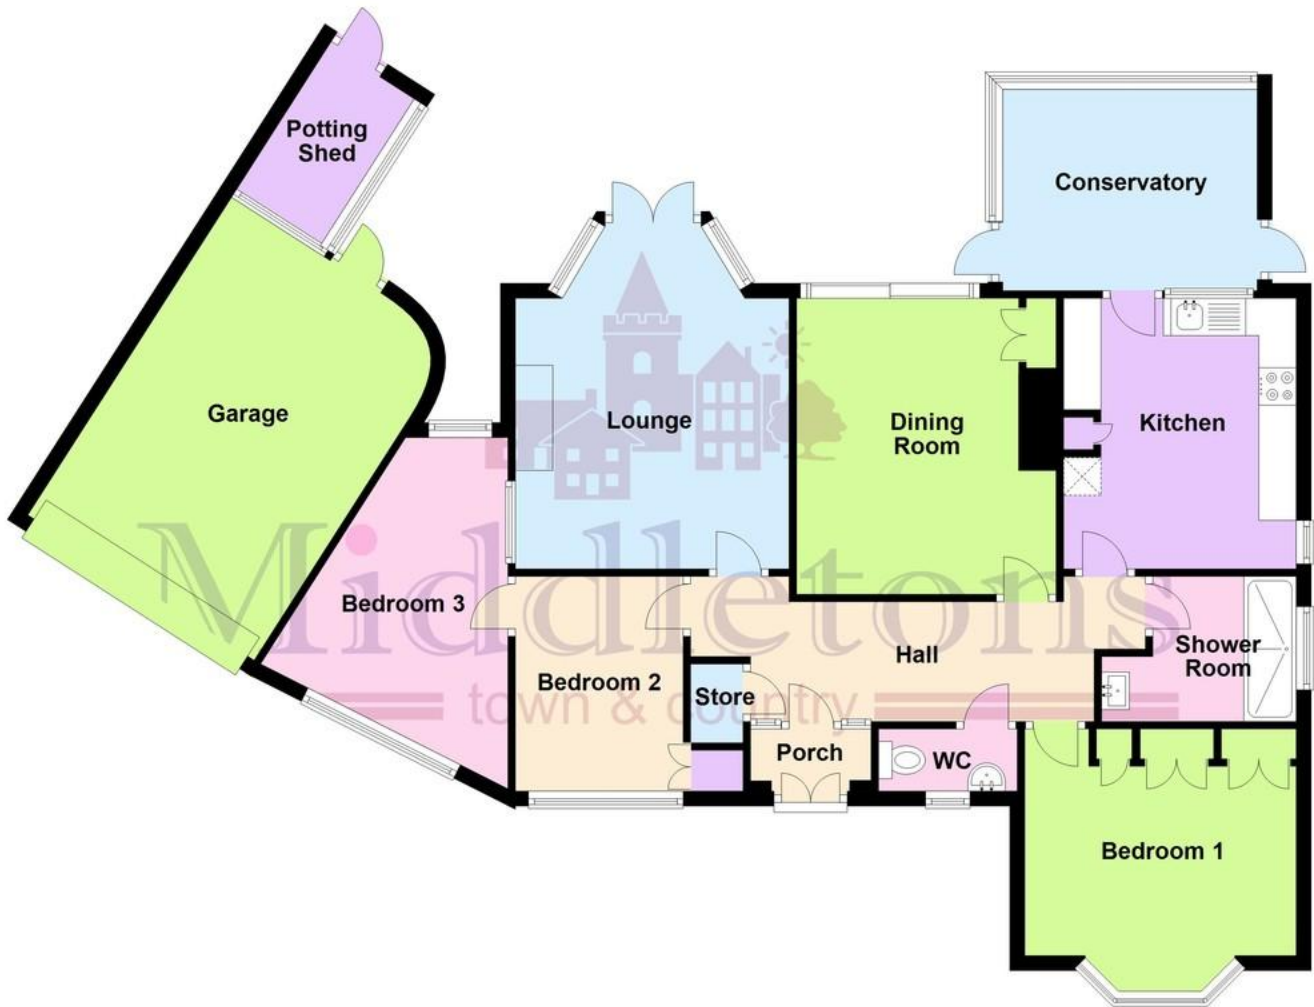 Potting
Shed
Conservatory
Garage
Lounge
Dining
Room
Kitchen
Bedroom 3
Middletons
Bedroom 2
Hall
Shower
Room
Store
town & country
Porch
WC
Bedroom 1